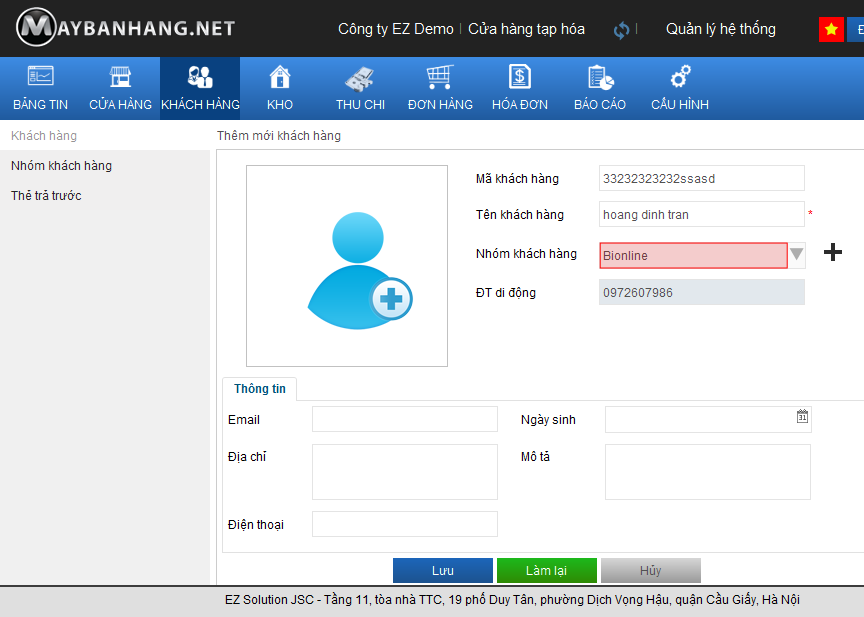 MAYBANHANG.NET
Công ty EZ Demo | Cửa hàng tạp hóa | Quản lý hệ thống
BẢNG TIN CỬA HÀNG KHÁCH HÀNG KHO THU CHI ĐƠN HÀNG HÓA ĐƠN BÁO CÁO CẤU HÌNH
Khách hàng
Nhóm khách hàng
Thẻ trả trước
Thêm mới khách hàng
Mã khách hàng 33232323232ssasd
Tên khách hàng hoang dinh tran *
Nhóm khách hàng Bionline
ĐT di động 0972607986
Thông tin
Email Ngày sinh 31
Địa chỉ Mô tả
Điện thoại
Lưu Làm lại Hủy
EZ Solution JSC - Tầng 11, tòa nhà TTC, 19 phố Duy Tân, phường Dịch Vọng Hậu, quận Cầu Giấy, Hà Nội